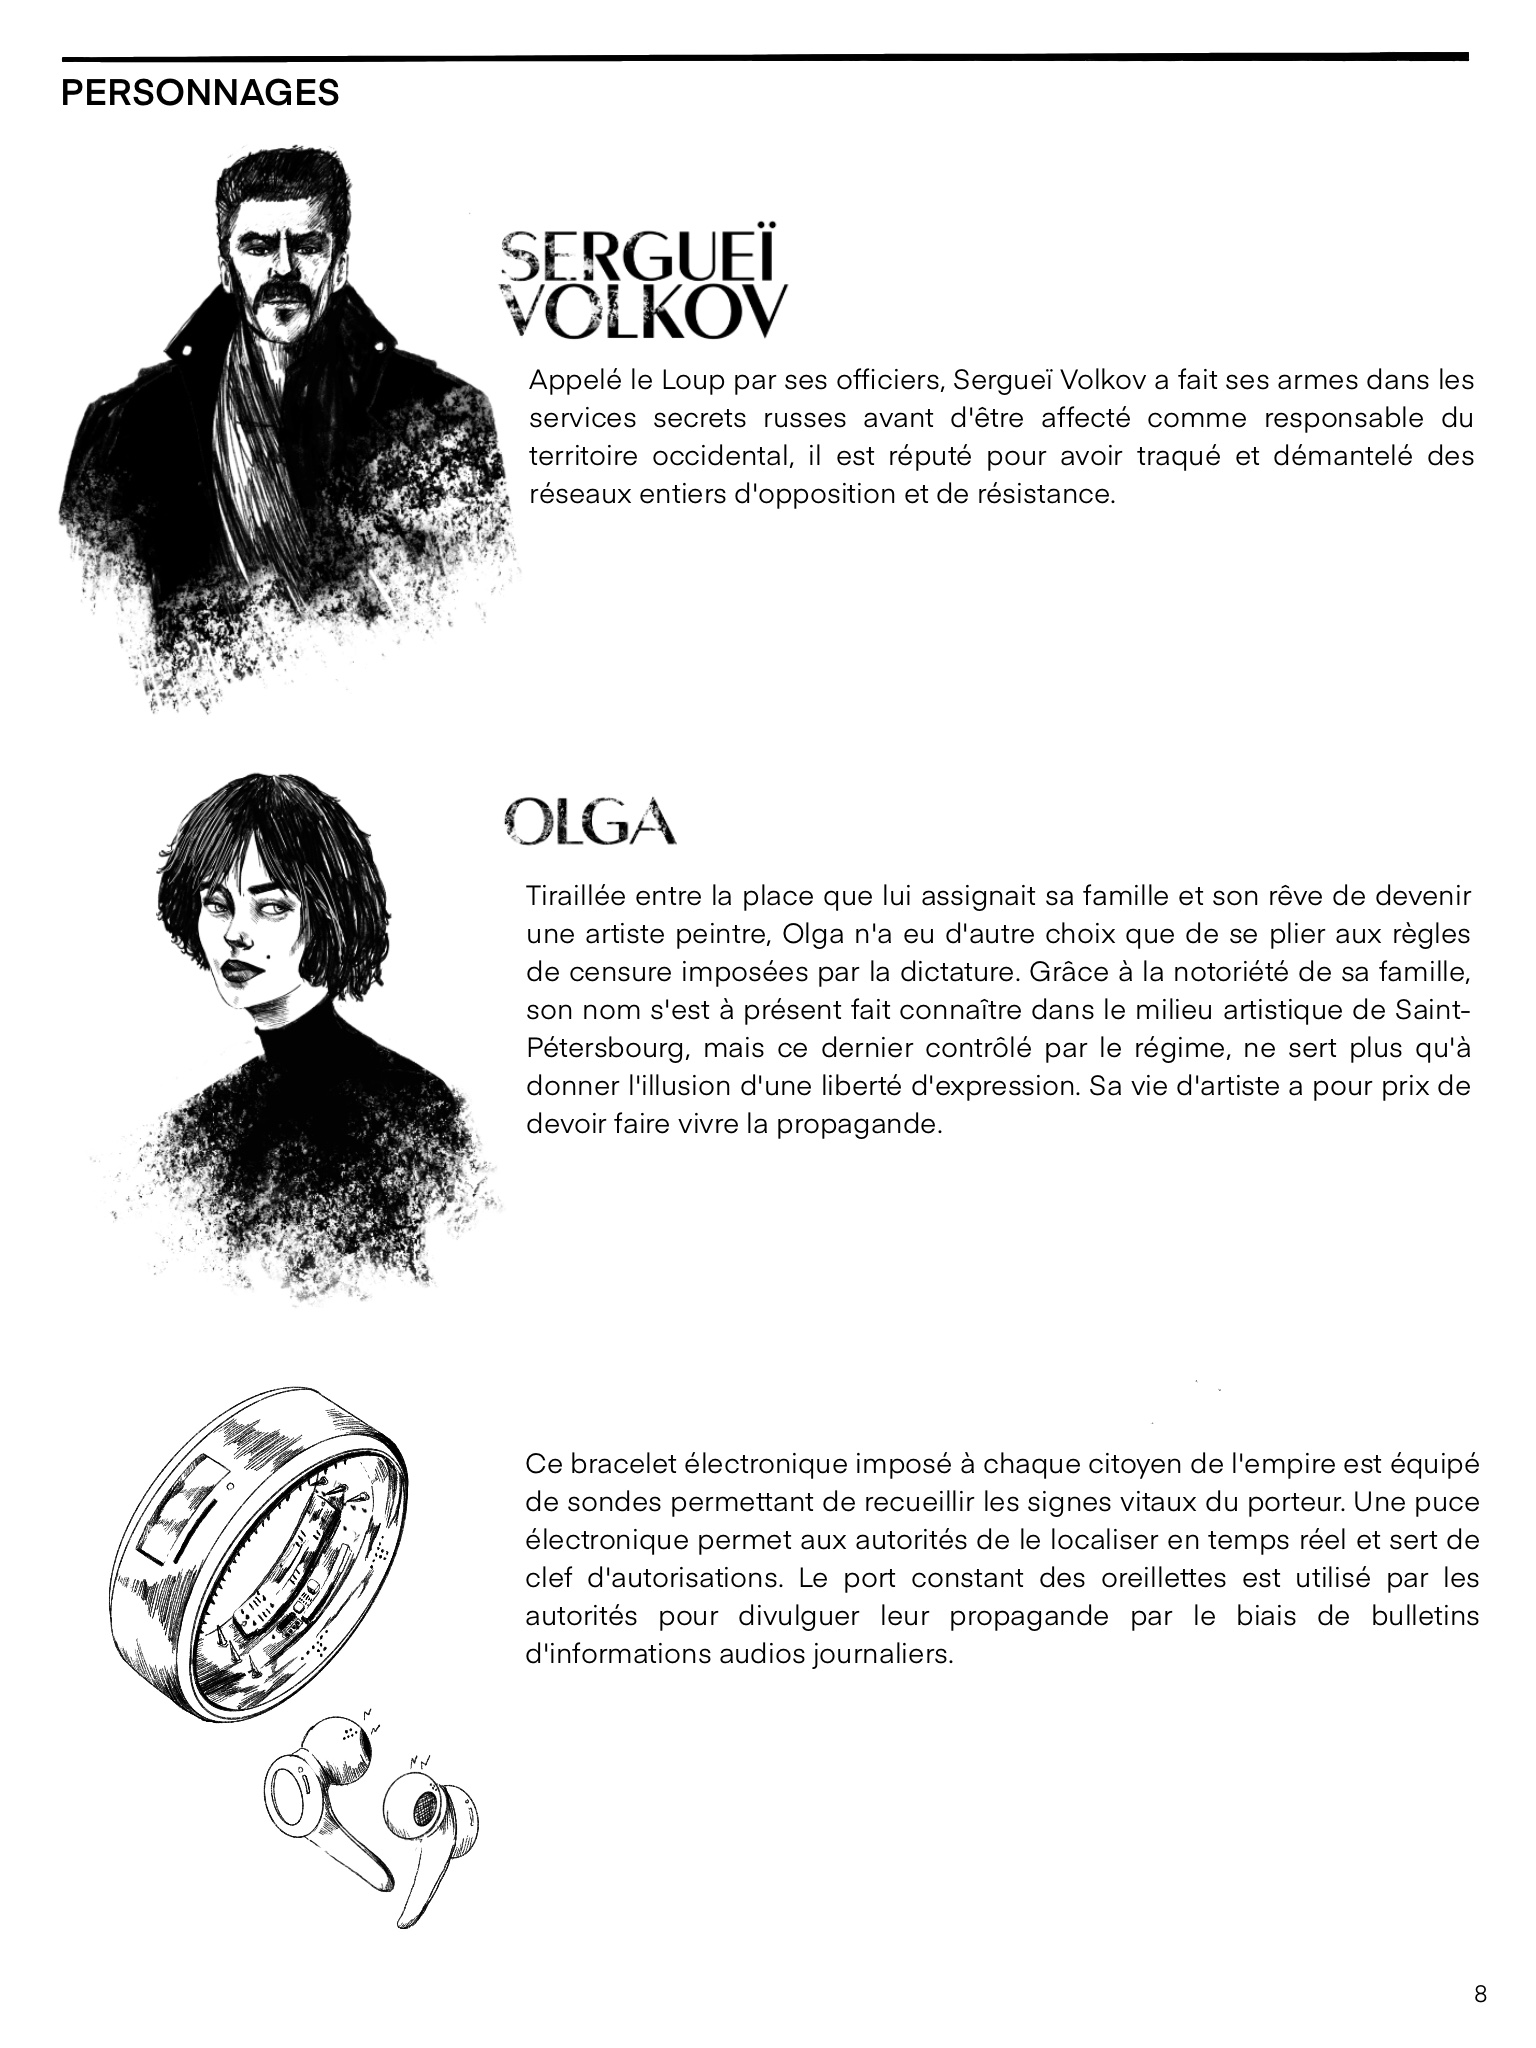 PERSONNAGES
SERGUEÏ
VOLKOV
Appelé le Loup par ses officiers, Sergueï Volkov a fait ses armes dans les
services secrets russes avant d'être affecté comme responsable du
territoire occidental, il est réputé pour avoir traqué et démantelé des
réseaux entiers d'opposition et de résistance.
OLGA
Tiraillée entre la place que lui assignait sa famille et son rêve de devenir
une artiste peintre, Olga n'a eu d'autre choix que de se plier aux règles
de censure imposées par la dictature. Grâce à la notoriété de sa famille,
son nom s'est à présent fait connaître dans le milieu artistique de Saint-
Pétersbourg, mais ce dernier contrôlé par le régime, ne sert plus qu'à
donner l'illusion d'une liberté d'expression. Sa vie d'artiste a pour prix de
devoir faire vivre la propagande.
Ce bracelet électronique imposé à chaque citoyen de l'empire est équipé
de sondes permettant de recueillir les signes vitaux du porteur. Une puce
électronique permet aux autorités de le localiser en temps réel et sert de
clef d'autorisations. Le port constant des oreillettes est utilisé par les
autorités pour divulguer leur propagande par le biais de bulletins
d'informations audios journaliers.
8